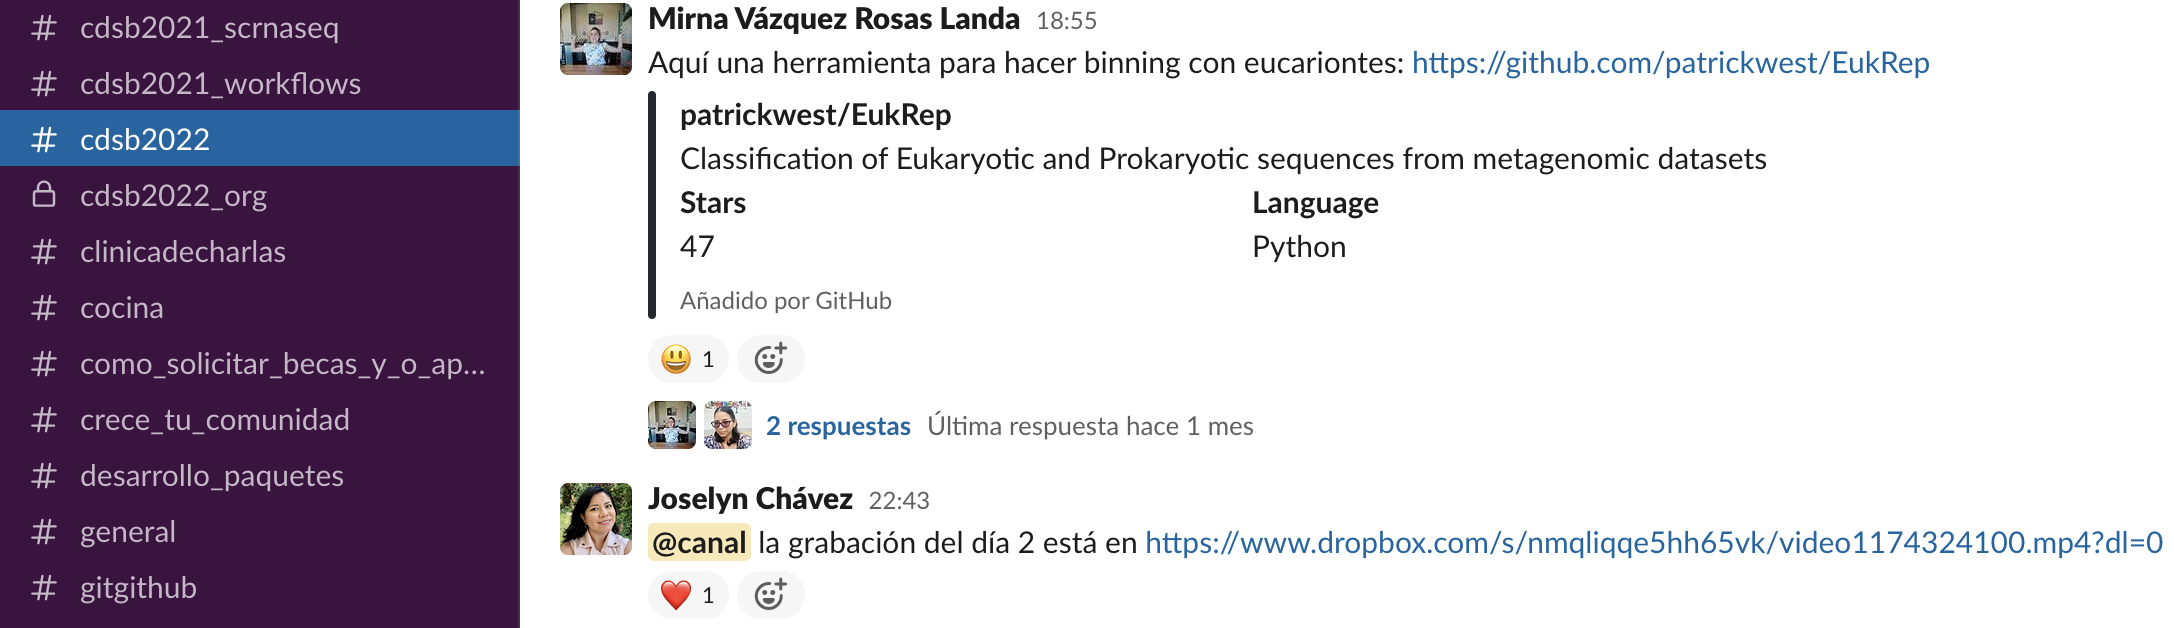 # cdsb2021_scrnaseq
# cdsb2021_workflows
# cdsb2022
cdsb2022_org
# clinicadecharlas
# cocina
# como_solicitar_becas_y_o_ap...
# crece_tu_comunidad
# desarrollo_paquetes
# general
# gitgithub
Mirna Vázquez Rosas Landa 18:55
Aquí una herramienta para hacer binning con eucariontes: https://github.com/patrickwest/EukRep
patrickwest/EukRep
Classification of Eukaryotic and Prokaryotic sequences from metagenomic datasets
Stars Language
47 Python
Añadido por GitHub
1
2 respuestas Última respuesta hace 1 mes
Joselyn Chávez 22:43
@canal la grabación del día 2 está en https://www.dropbox.com/s/nmqliqqe5hh65vk/video1174324100.mp4?dl=0
1